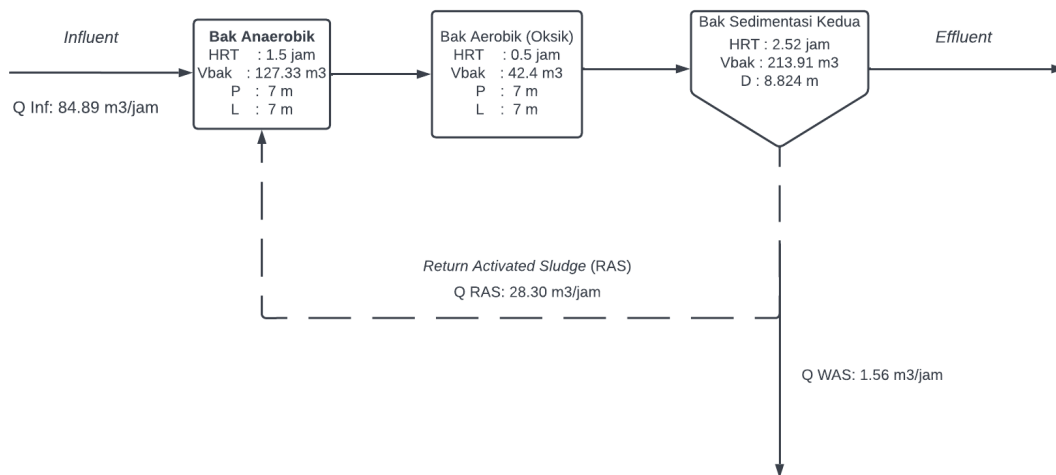 Influent
Q Inf: 84.89 m3/jam
Bak Anaerobik
HRT : 1.5 jam
Vbak : 127.33 m3
P : 7 m
L : 7 m
Bak Aerobik (Oksik)
HRT : 0.5 jam
Vbak : 42.4 m3
P : 7 m
L : 7 m
Bak Sedimentasi Kedua
HRT : 2.52 jam
Vbak : 213.91 m3
D : 8.824 m
Effluent
Return Activated Sludge (RAS)
Q RAS: 28.30 m3/jam
Q WAS: 1.56 m3/jam